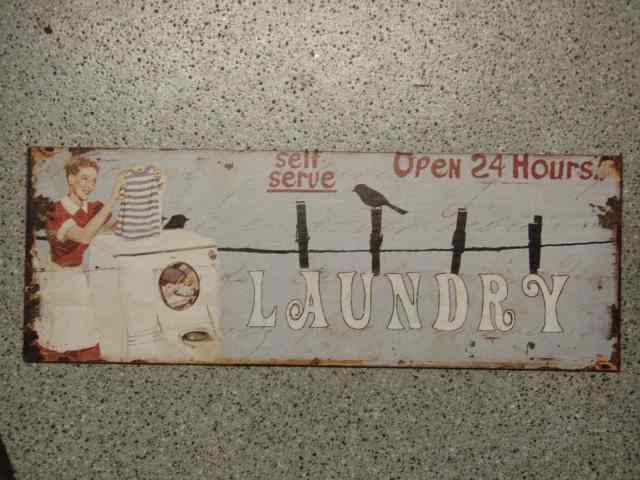 self
serve
Open 24 Hours.
LAUNDRY